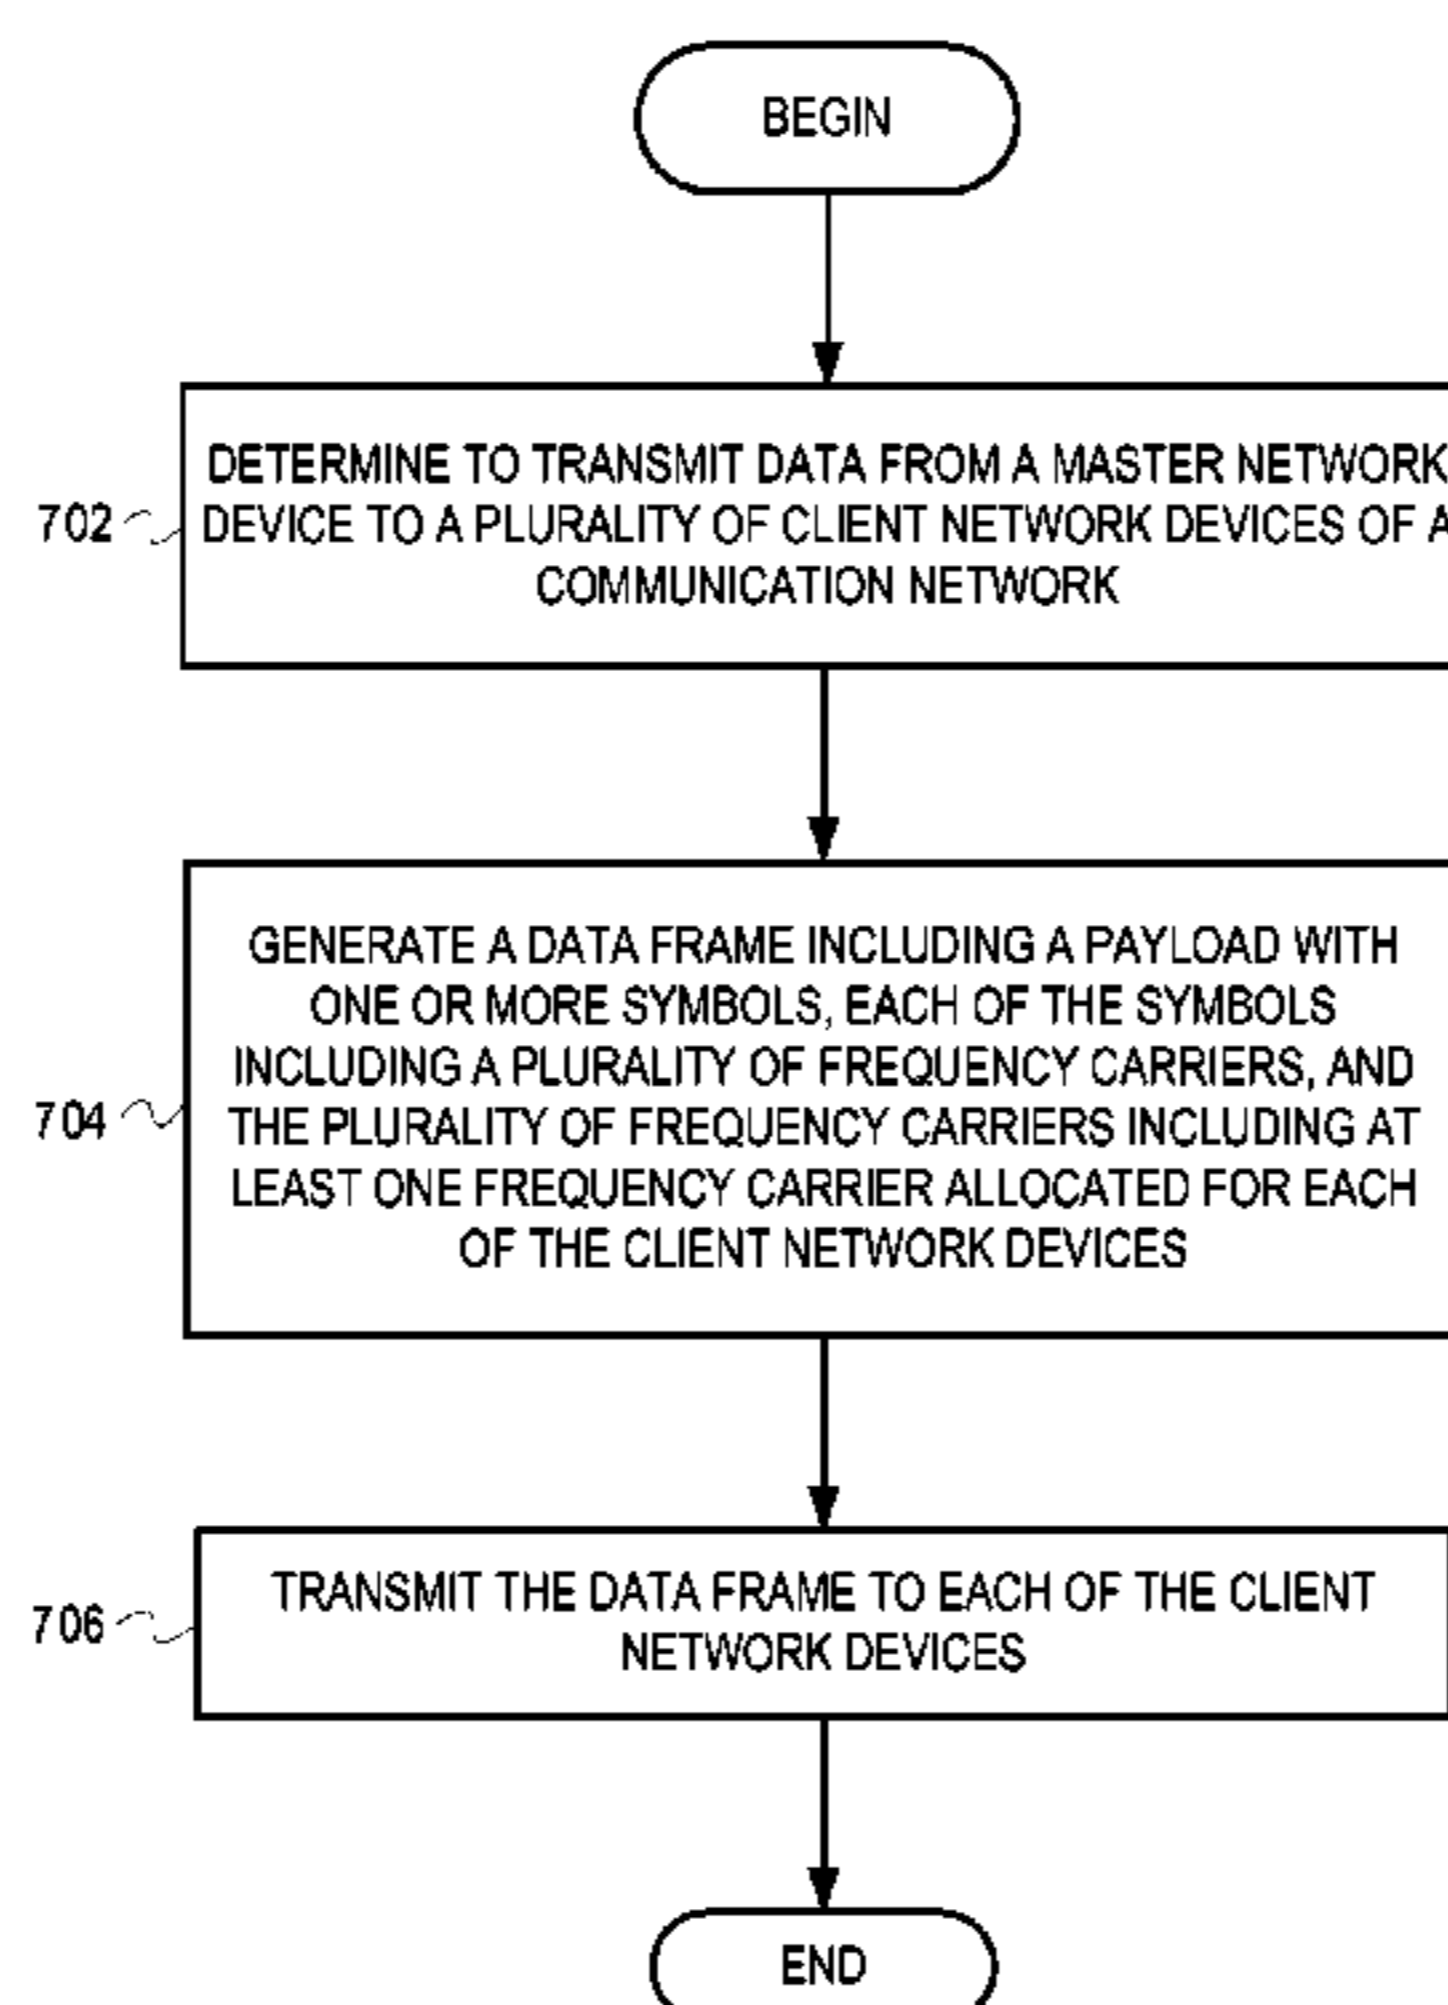 BEGIN
702
DETERMINE TO TRANSMIT DATA FROM A MASTER NETWORK
DEVICE TO A PLURALITY OF CLIENT NETWORK DEVICES OF A
COMMUNICATION NETWORK
704
GENERATE A DATA FRAME INCLUDING A PAYLOAD WITH
ONE OR MORE SYMBOLS, EACH OF THE SYMBOLS
INCLUDING A PLURALITY OF FREQUENCY CARRIERS, AND
THE PLURALITY OF FREQUENCY CARRIERS INCLUDING AT
LEAST ONE FREQUENCY CARRIER ALLOCATED FOR EACH
OF THE CLIENT NETWORK DEVICES
706
TRANSMIT THE DATA FRAME TO EACH OF THE CLIENT
NETWORK DEVICES
END